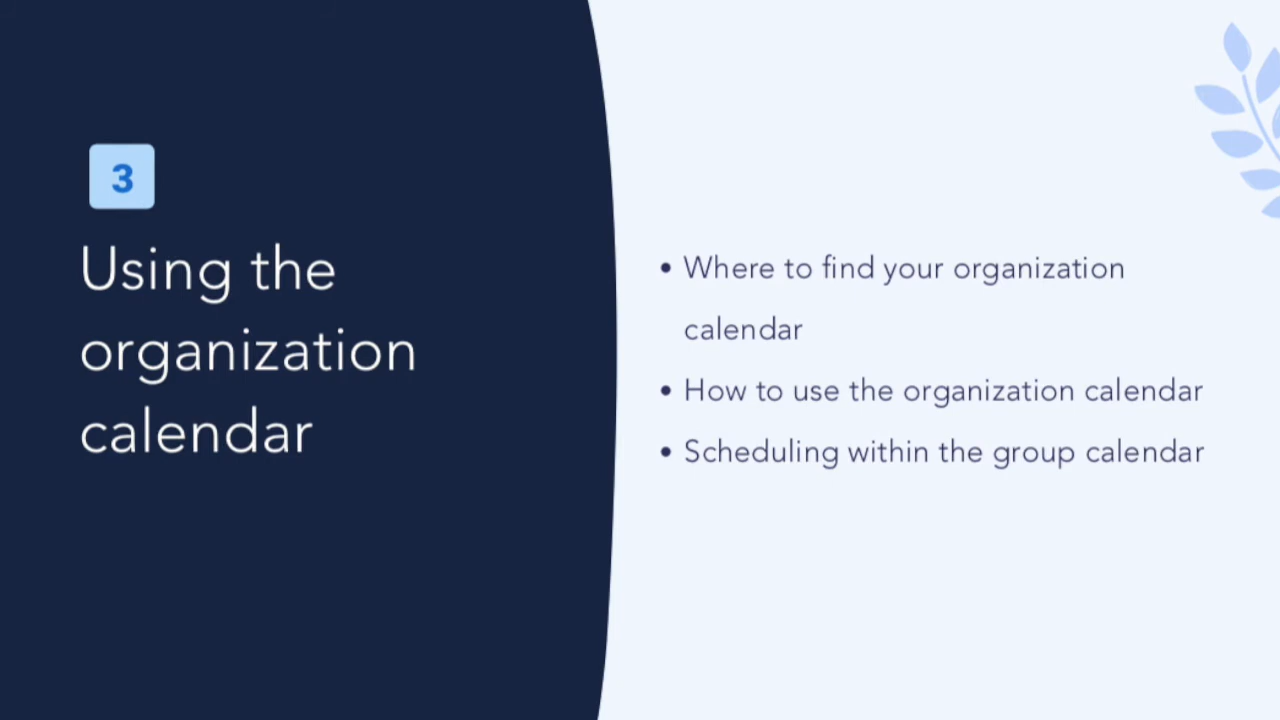 3
Using the
organization
calendar
• Where to find your organization
calendar
• How to use the organization calendar
• Scheduling within the group calendar